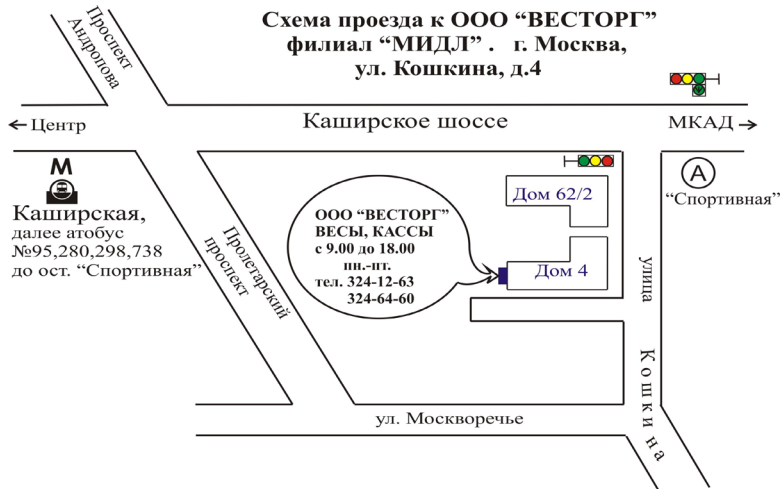 Схема проезда к ООО “ВЕСТОРГ”
филиал “МИДЛ” .   г. Москва,
ул. Кошкина, д.4
Проспект
Андропова
Центр
Каширское шоссе
МКАД
М
Каширская,
далее атобус
№95,280,298,738
до ост. “Спортивная”
А
“Спортивная”
Дом 62/2
ООО “ВЕСТОРГ”
ВЕСЫ, КАССЫ
с 9.00 до 18.00
пн.-пт.
тел. 324-12-63
324-64-60
Дом 4
Пролетарский
проспект
улица
Кошкина
ул. Москворечье